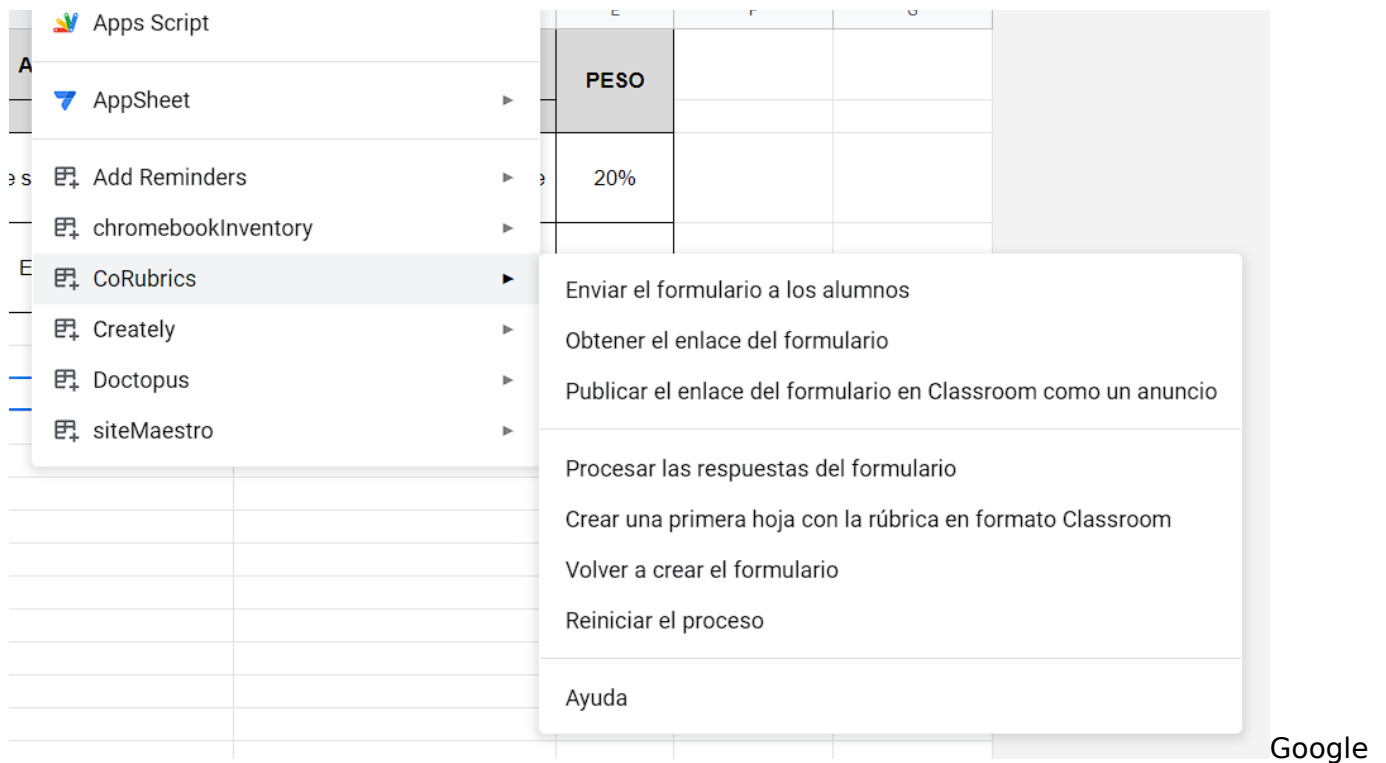 E F G
Apps Script
A
PESO
AppSheet
e s
Add Reminders
e
20%
chromebookInventory
E
CoRubrics
Enviar el formulario a los alumnos
Creately
Obtener el enlace del formulario
Doctopus
Publicar el enlace del formulario en Classroom como un anuncio
siteMaestro
Procesar las respuestas del formulario
Crear una primera hoja con la rúbrica en formato Classroom
Volver a crear el formulario
Reiniciar el proceso
Ayuda
Google